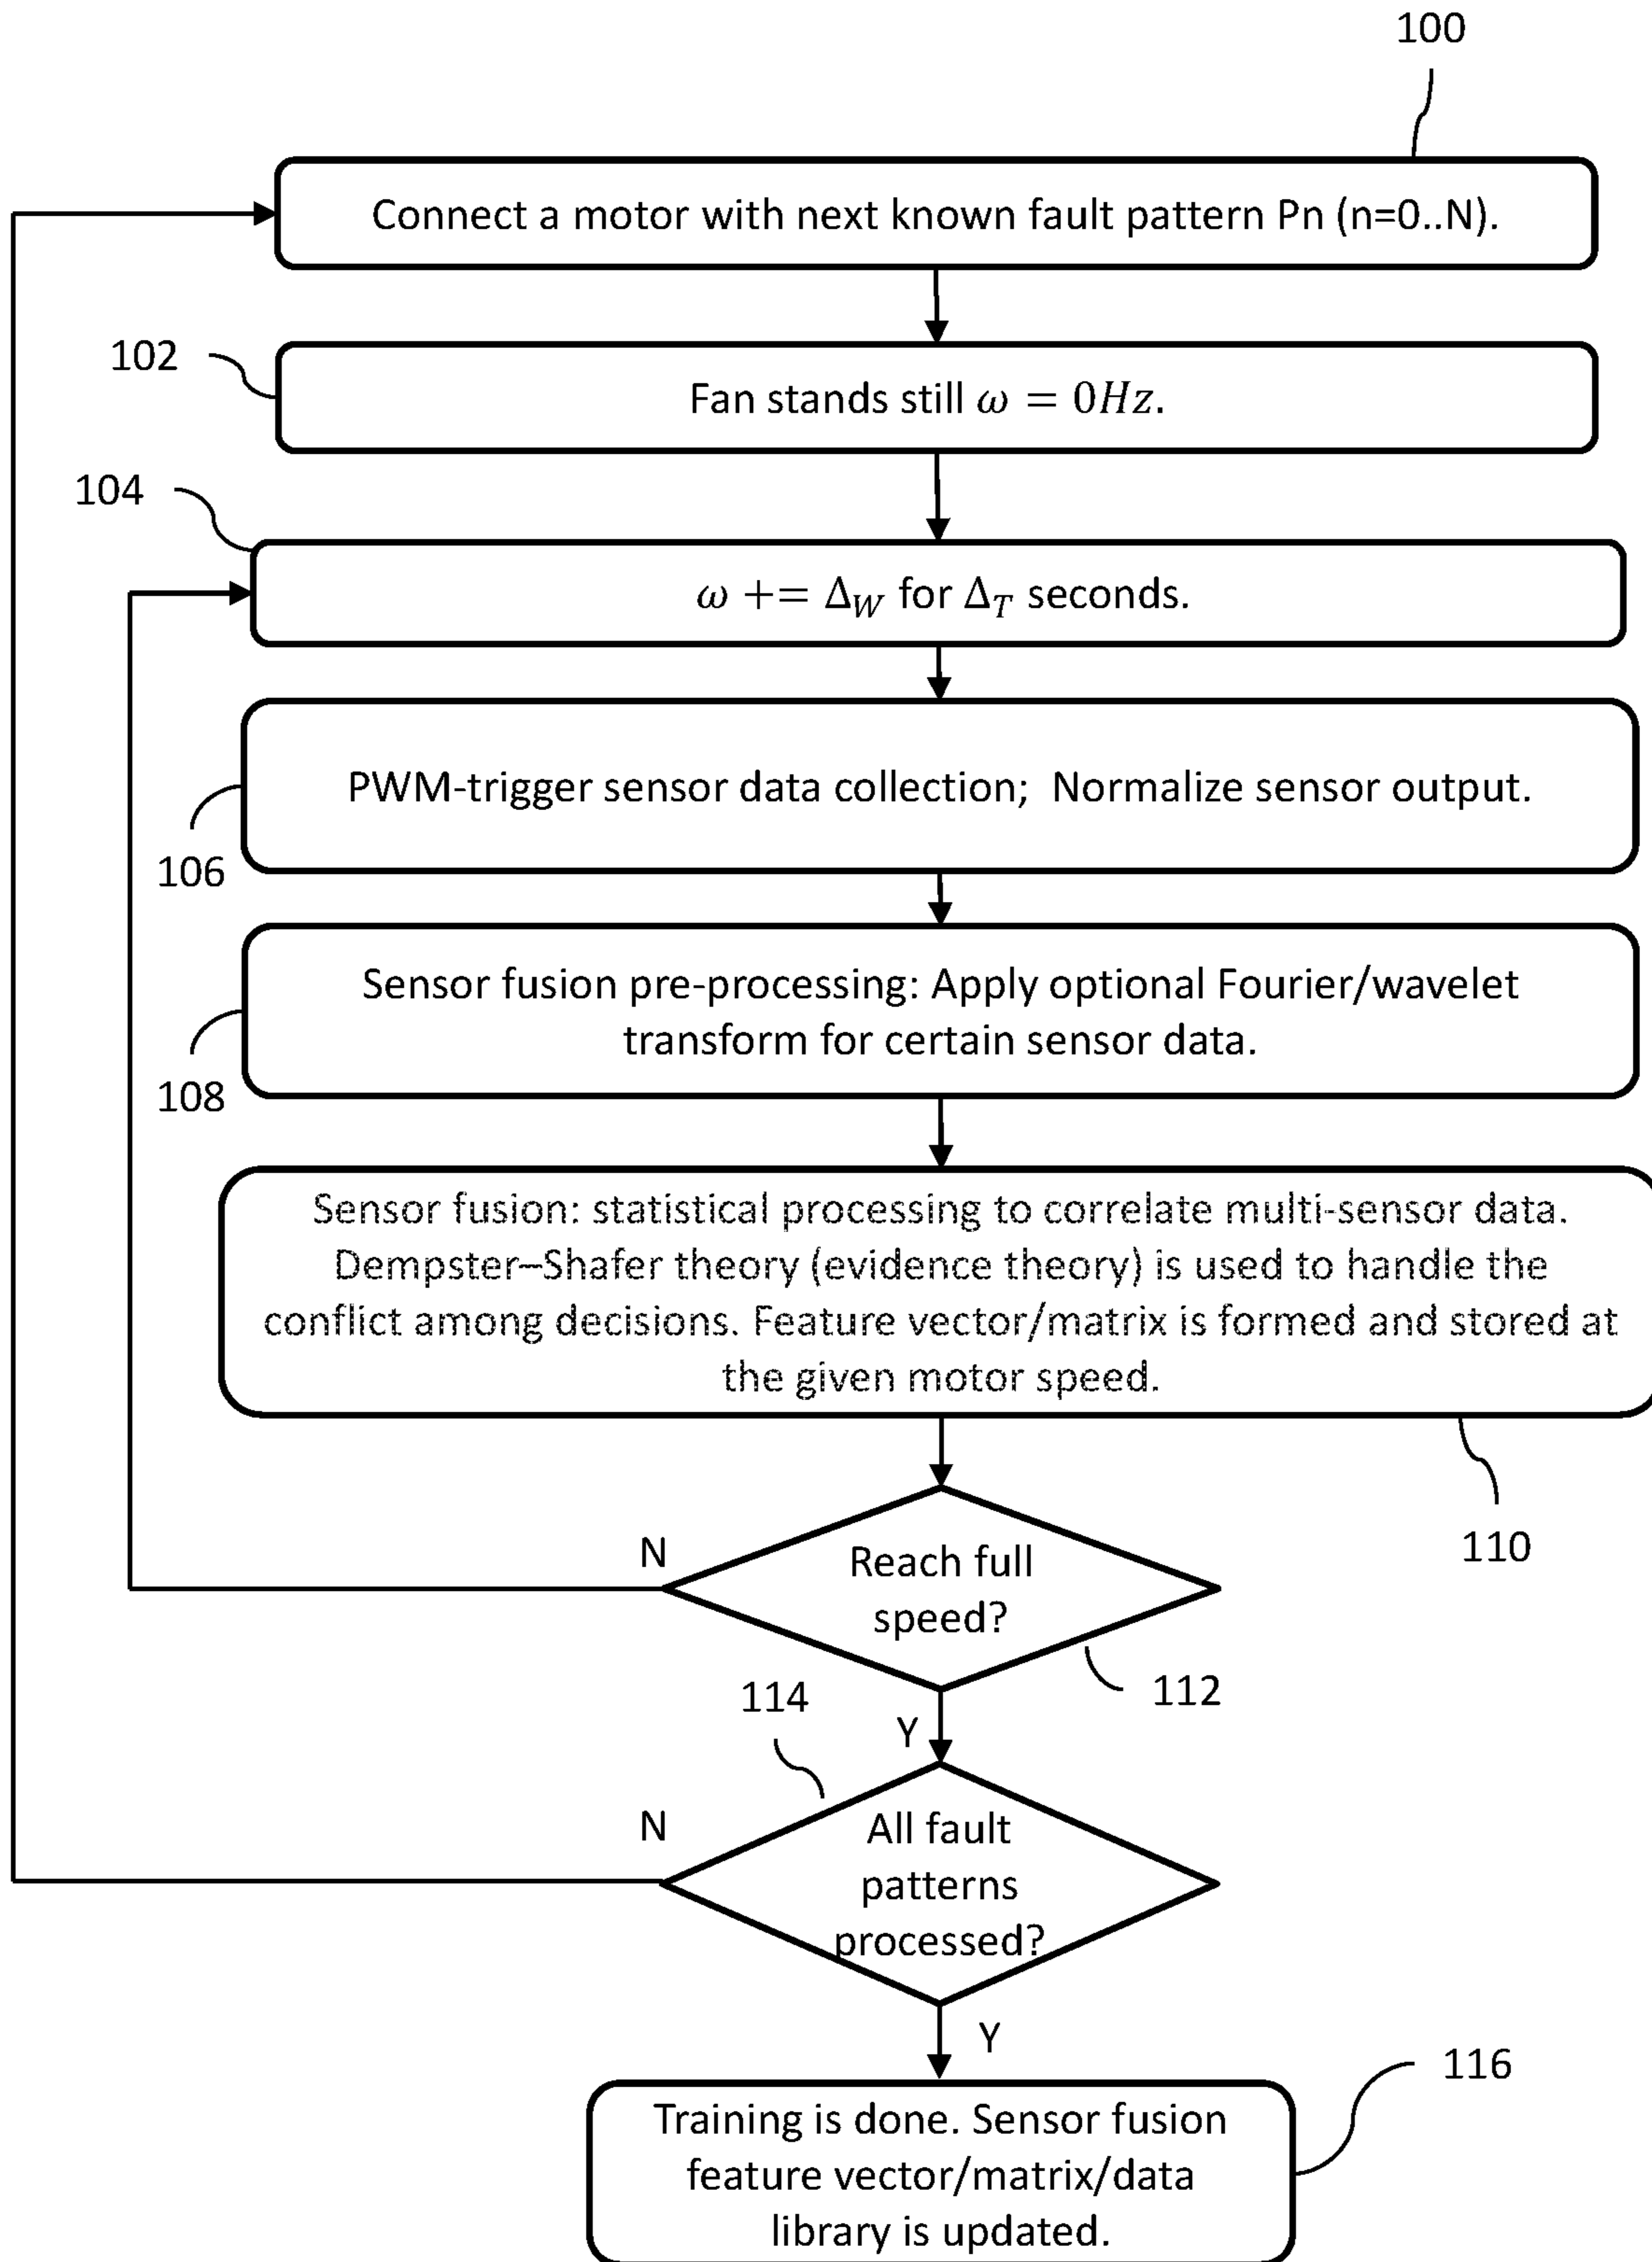 100
Connect a motor with next known fault pattern Pn (n=0..N).
102
Fan stands still ω = 0Hz.
104
ω += Δ_W for Δ_T seconds.
PWM-trigger sensor data collection;  Normalize sensor output.
106
Sensor fusion pre-processing: Apply optional Fourier/wavelet
transform for certain sensor data.
108
Sensor fusion: statistical processing to correlate multi-sensor data.
Dempster–Shafer theory (evidence theory) is used to handle the
conflict among decisions. Feature vector/matrix is formed and stored at
the given motor speed.
110
N
Reach full
speed?
112
Y
114
N
All fault
patterns
processed?
Y
116
Training is done. Sensor fusion
feature vector/matrix/data
library is updated.